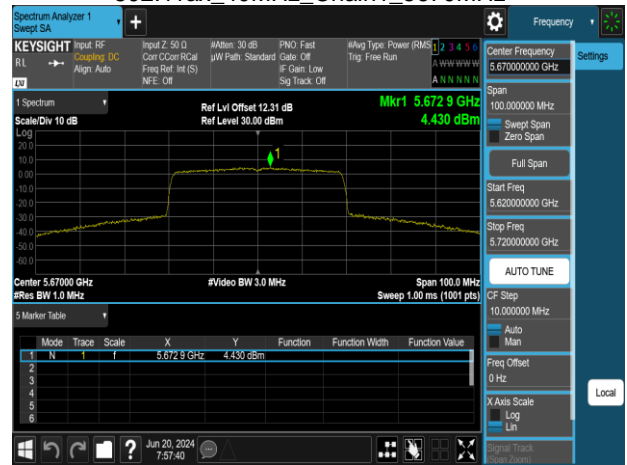 Spectrum Analyzer 1
Swept SA
Frequency
KEYSIGHT
RL
LXI
Input: RF
Coupling: DC
Align: Auto
Input Z: 50 Ω
Corr CCorr RCal
Freq Ref: Int (S)
NFE: Off
#Atten: 30 dB
µW Path: Standard
PNO: Fast
Gate: Off
IF Gain: Low
Sig Track: Off
#Avg Type: Power (RMS
Trig: Free Run
1 2 3 4 5 6
A W W W W W
A N N N N N
Center Frequency
5.670000000 GHz
Settings
Span
100.000000 MHz
Swept Span
Zero Span
Full Span
Start Freq
5.620000000 GHz
Stop Freq
5.720000000 GHz
AUTO TUNE
CF Step
10.000000 MHz
Auto
Man
Freq Offset
0 Hz
X Axis Scale
Log
Lin
Signal Track
(Span Zoom)
Local
1 Spectrum
Scale/Div 10 dB
Log
Ref Lvl Offset 12.31 dB
Ref Level 30.00 dBm
Mkr1 5.672 9 GHz
4.430 dBm
20.0
10.0
0.00
-10.0
-20.0
-30.0
-40.0
-50.0
-60.0
1
Center 5.67000 GHz
#Res BW 1.0 MHz
#Video BW 3.0 MHz
Span 100.0 MHz
Sweep 1.00 ms (1001 pts)
5 Marker Table
Mode Trace Scale X Y Function Function Width Function Value
1 N 1 f 5.672 9 GHz 4.430 dBm
2
3
4
5
6
Jun 20, 2024
7:57:40